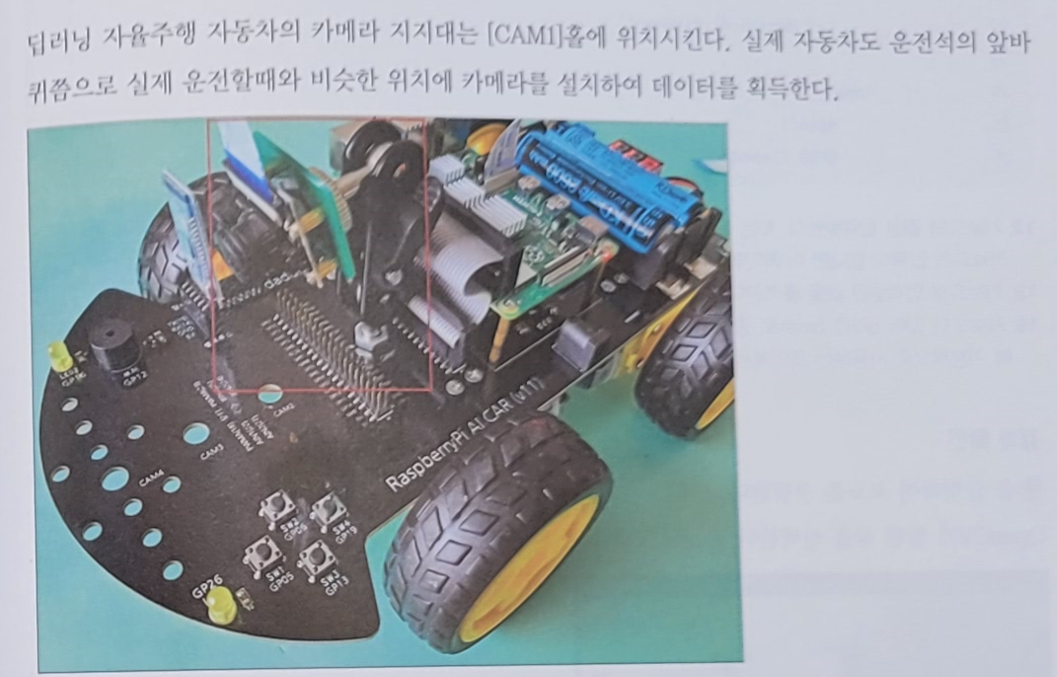 딥러닝 자율주행 자동차의 카메라 지지대는 [CAM1]홀에 위치시킨다. 실제 자동차도 운전석의 앞바
퀴쯤으로 실제 운전할때와 비슷한 위치에 카메라를 설치하여 데이터를 획득한다.
GP12
CAM2
CAM3
CAM4
RaspberryPi AI CAR (v11)
SW2
GP06
SW4
GP19
SW1
GP05
SW3
GP13
GP26